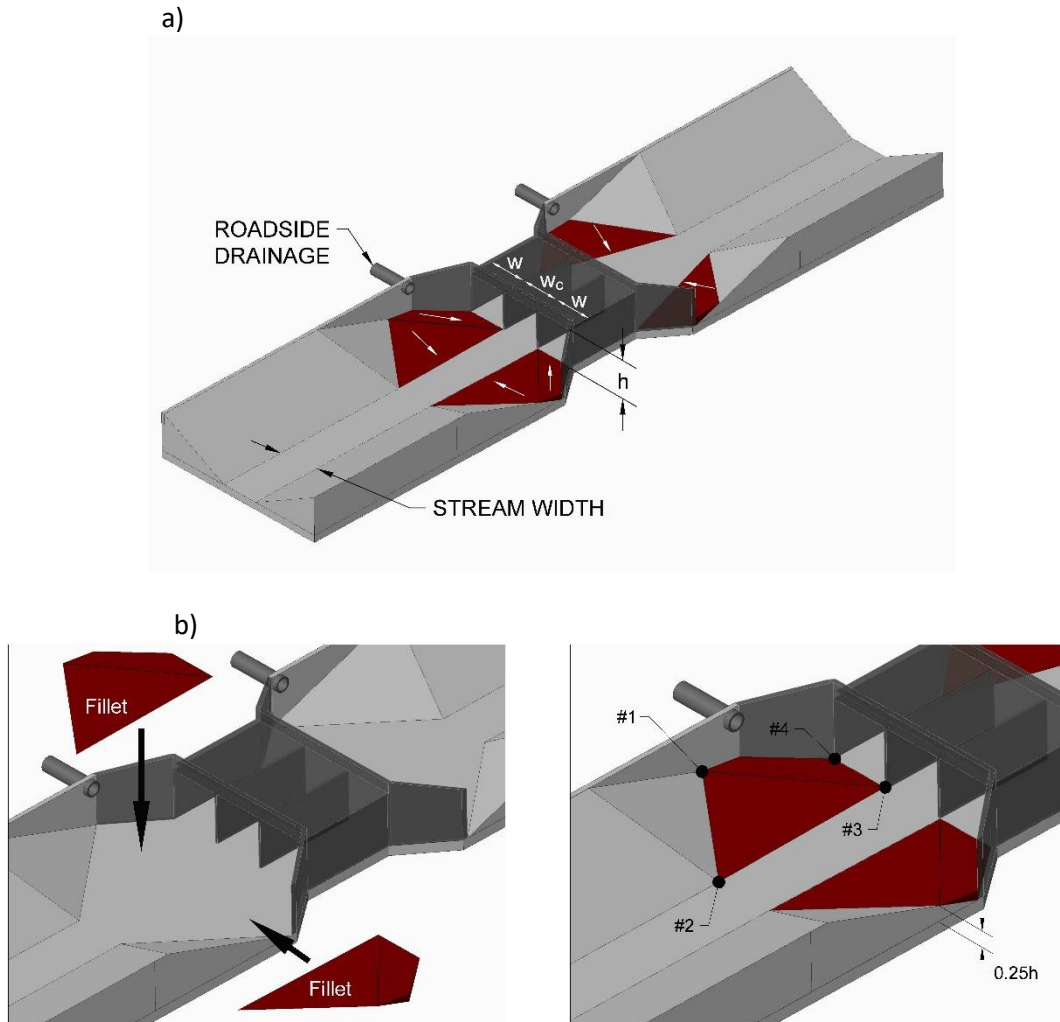 a)
ROADSIDE
DRAINAGE
W
Wc
W
h
STREAM WIDTH
b)
Fillet
Fillet
#1
#4
#3
#2
0.25h